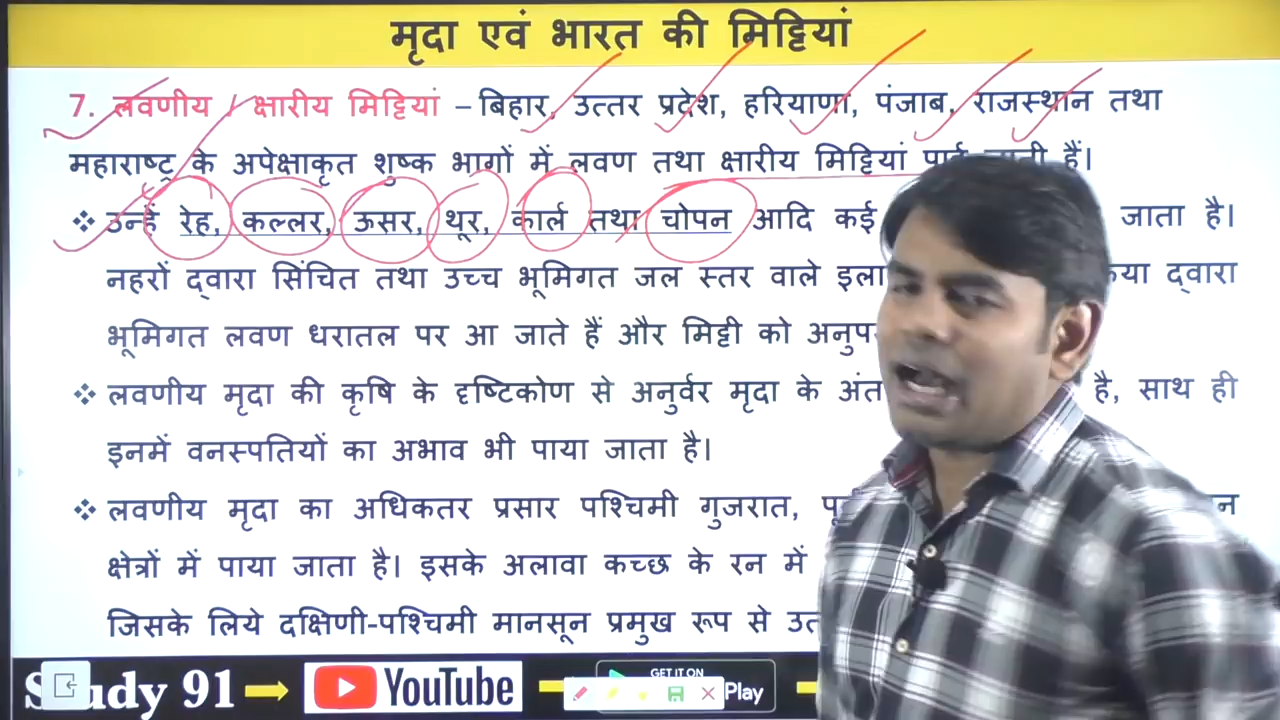 मृदा एवं भारत की मिट्टियां
7. लवणीय / क्षारीय मिट्टियां – बिहार, उत्तर प्रदेश, हरियाणा, पंजाब, राजस्थान तथा
महाराष्ट्र के अपेक्षाकृत शुष्क भागों में लवण तथा क्षारीय मिट्टियां पाई जाती हैं।
❖ उन्हें रेह, कल्लर, ऊसर, थूर, कार्ल तथा चोपन आदि कई जाता है।
नहरों द्वारा सिंचित तथा उच्च भूमिगत जल स्तर वाले द्वारा
भूमिगत लवण धरातल पर आ जाते हैं और मिट्टी को
❖ लवणीय मृदा की कृषि के दृष्टिकोण से अनुर्वर मृदा के है, साथ ही
इनमें वनस्पतियों का अभाव भी पाया जाता है।
❖ लवणीय मृदा का अधिकतर प्रसार पश्चिमी गुजरात,
क्षेत्रों में पाया जाता है। इसके अलावा कच्छ के रन में
जिसके लिये दक्षिणी-पश्चिमी मानसून प्रमुख रूप से
Study 91 YouTube GET IT ON Play